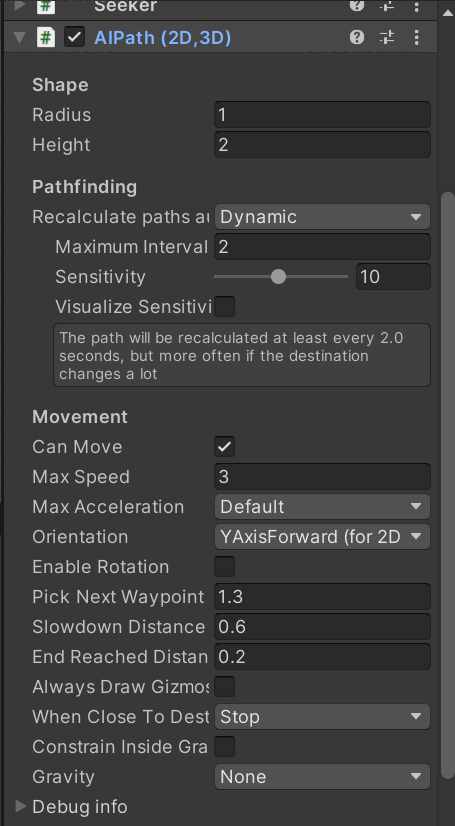 Seeker
# AIPath (2D,3D)
Shape
Radius 1
Height 2
Pathfinding
Recalculate paths au Dynamic
Maximum Interval 2
Sensitivity 10
Visualize Sensitivi
The path will be recalculated at least every 2.0
seconds, but more often if the destination
changes a lot
Movement
Can Move
Max Speed 3
Max Acceleration Default
Orientation YAxisForward (for 2D
Enable Rotation
Pick Next Waypoint 1.3
Slowdown Distance 0.6
End Reached Distan 0.2
Always Draw Gizmos
When Close To Dest Stop
Constrain Inside Gra
Gravity None
Debug info